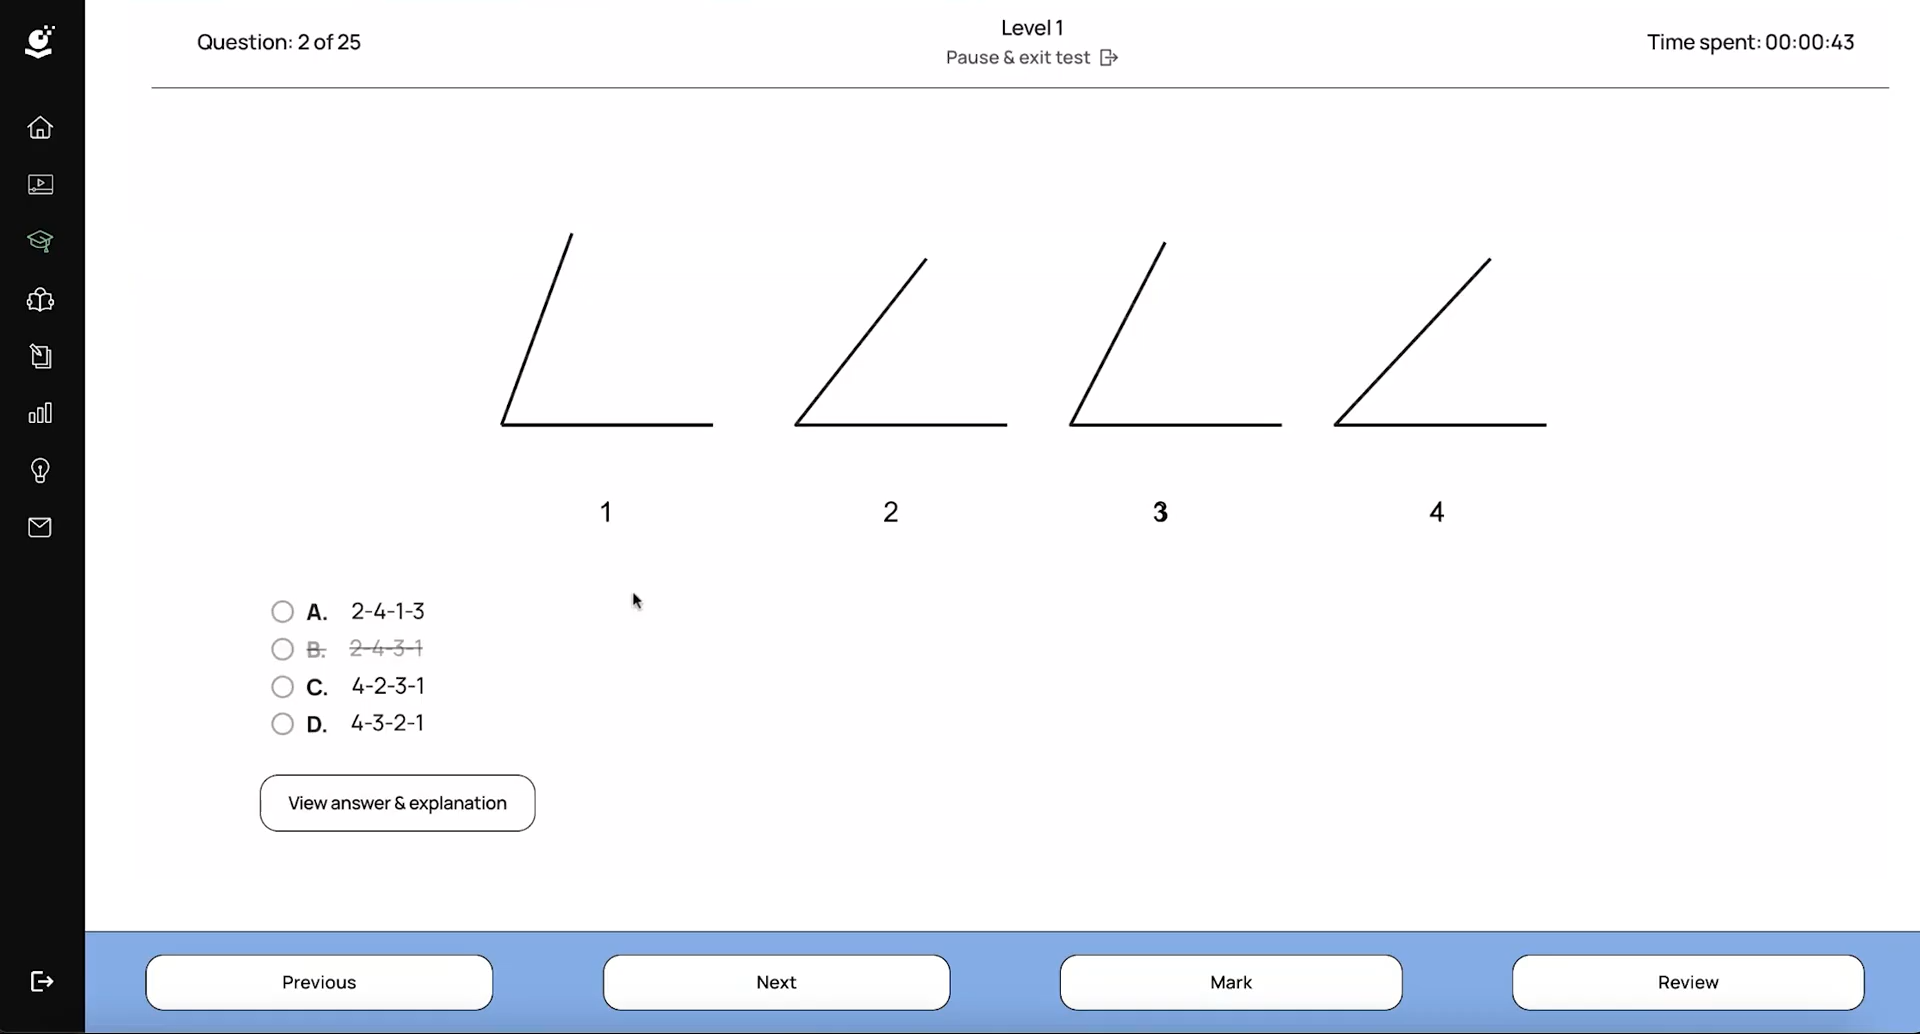 Question: 2 of 25
Level 1
Pause & exit test
Time spent: 00:00:43
1 2 3 4
A. 2-4-1-3
B. 2-4-3-1
C. 4-2-3-1
D. 4-3-2-1
View answer & explanation
Previous Next Mark Review